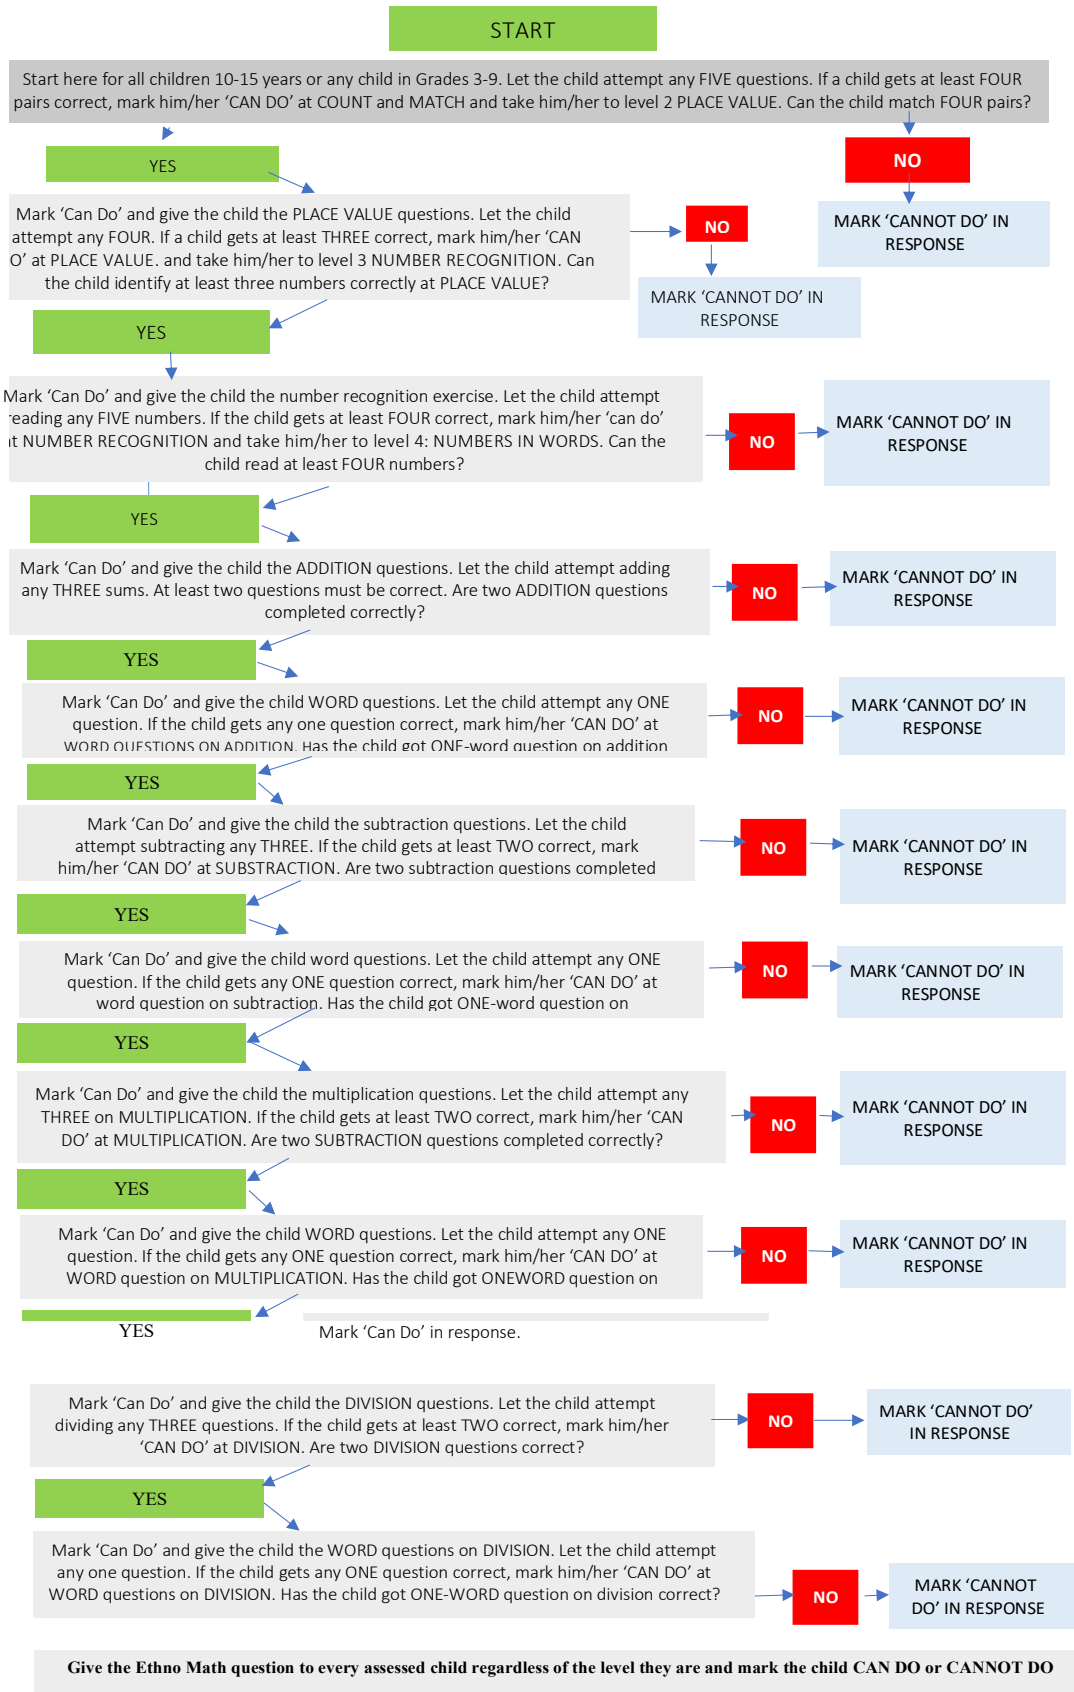 START
Start here for all children 10-15 years or any child in Grades 3-9. Let the child attempt any FIVE questions. If a child gets at least FOUR
pairs correct, mark him/her ‘CAN DO’ at COUNT and MATCH and take him/her to level 2 PLACE VALUE. Can the child match FOUR pairs?
YES
NO
MARK ‘CANNOT DO’ IN
RESPONSE
Mark ‘Can Do’ and give the child the PLACE VALUE questions. Let the child
attempt any FOUR. If a child gets at least THREE correct, mark him/her ‘CAN
O’ at PLACE VALUE. and take him/her to level 3 NUMBER RECOGNITION. Can
the child identify at least three numbers correctly at PLACE VALUE?
NO
MARK ‘CANNOT DO’ IN
RESPONSE
YES
Mark ‘Can Do’ and give the child the number recognition exercise. Let the child attempt
reading any FIVE numbers. If the child gets at least FOUR correct, mark him/her ‘can do’
at NUMBER RECOGNITION and take him/her to level 4: NUMBERS IN WORDS. Can the
child read at least FOUR numbers?
NO
MARK ‘CANNOT DO’ IN
RESPONSE
YES
Mark ‘Can Do’ and give the child the ADDITION questions. Let the child attempt adding
any THREE sums. At least two questions must be correct. Are two ADDITION questions
completed correctly?
NO
MARK ‘CANNOT DO’ IN
RESPONSE
YES
Mark ‘Can Do’ and give the child WORD questions. Let the child attempt any ONE
question. If the child gets any one question correct, mark him/her ‘CAN DO’ at
WORD QUESTIONS ON ADDITION. Has the child got ONE-word question on addition
NO
MARK ‘CANNOT DO’ IN
RESPONSE
YES
Mark ‘Can Do’ and give the child the subtraction questions. Let the child
attempt subtracting any THREE. If the child gets at least TWO correct, mark
him/her ‘CAN DO’ at SUBSTRACTION. Are two subtraction questions completed
NO
MARK ‘CANNOT DO’ IN
RESPONSE
YES
Mark ‘Can Do’ and give the child word questions. Let the child attempt any ONE
question. If the child gets any ONE question correct, mark him/her ‘CAN DO’ at
word question on subtraction. Has the child got ONE-word question on
NO
MARK ‘CANNOT DO’ IN
RESPONSE
YES
Mark ‘Can Do’ and give the child the multiplication questions. Let the child attempt any
THREE on MULTIPLICATION. If the child gets at least TWO correct, mark him/her ‘CAN
DO’ at MULTIPLICATION. Are two SUBTRACTION questions completed correctly?
NO
MARK ‘CANNOT DO’ IN
RESPONSE
YES
Mark ‘Can Do’ and give the child WORD questions. Let the child attempt any ONE
question. If the child gets any ONE question correct, mark him/her ‘CAN DO’ at
WORD question on MULTIPLICATION. Has the child got ONEWORD question on
NO
MARK ‘CANNOT DO’ IN
RESPONSE
YES
Mark ‘Can Do’ in response.
Mark ‘Can Do’ and give the child the DIVISION questions. Let the child attempt
dividing any THREE questions. If the child gets at least TWO correct, mark him/her
‘CAN DO’ at DIVISION. Are two DIVISION questions correct?
NO
MARK ‘CANNOT DO’
IN RESPONSE
YES
Mark ‘Can Do’ and give the child the WORD questions on DIVISION. Let the child attempt
any one question. If the child gets any ONE question correct, mark him/her ‘CAN DO’ at
WORD questions on DIVISION. Has the child got ONE-WORD question on division correct?
NO
MARK ‘CANNOT
DO’ IN RESPONSE
Give the Ethno Math question to every assessed child regardless of the level they are and mark the child CAN DO or CANNOT DO